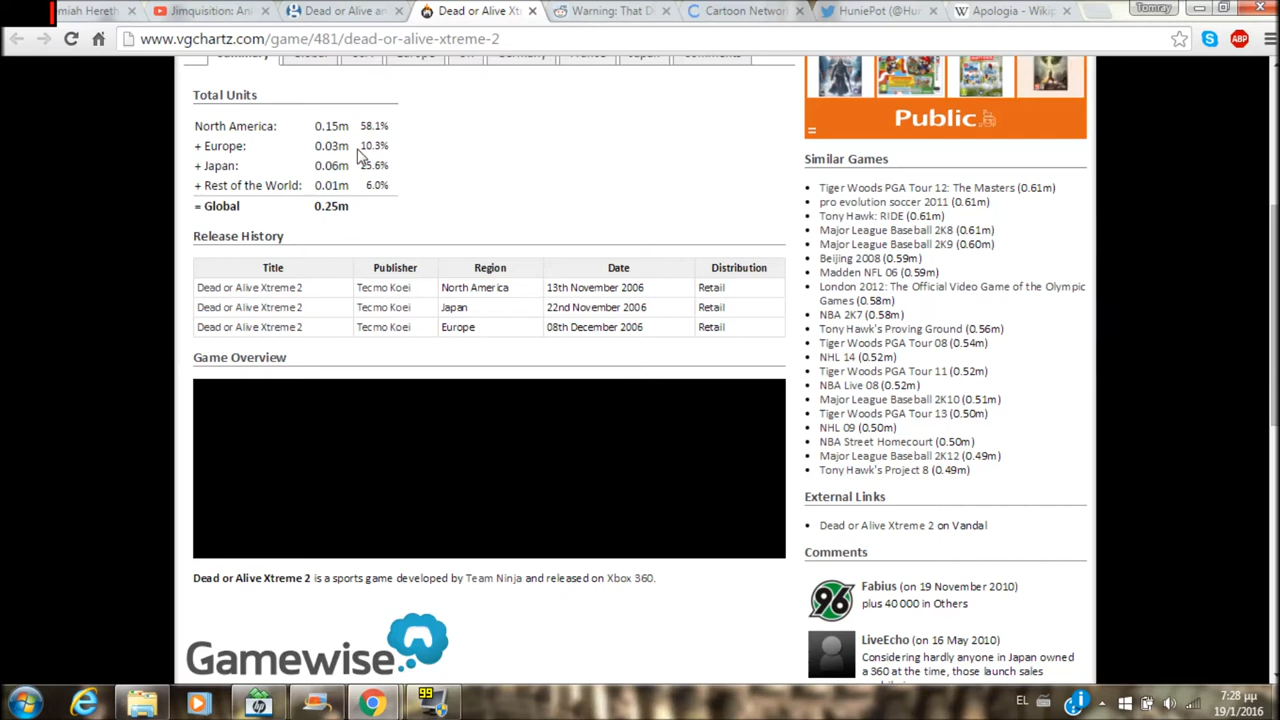 miah Hereth
Jimquisition: An
Dead or Alive an
Dead or Alive Xt
Warning: That D
Cartoon Netwo
HuniePot (@Hu
Apologia - Wikip
Tomray
www.vgchartz.com/game/481/dead-or-alive-xtreme-2
ABP
Summary
Comments
Total Units
North America: 0.15m 58.1%
+ Europe: 0.03m 10.3%
+ Japan: 0.06m 25.6%
+ Rest of the World: 0.01m 6.0%
= Global 0.25m
Release History
Title Publisher Region Date Distribution
Dead or Alive Xtreme 2 Tecmo Koei North America 13th November 2006 Retail
Dead or Alive Xtreme 2 Tecmo Koei Japan 22nd November 2006 Retail
Dead or Alive Xtreme 2 Tecmo Koei Europe 08th December 2006 Retail
Game Overview
Dead or Alive Xtreme 2 is a sports game developed by Team Ninja and released on Xbox 360.
Gamewise.
Public
Similar Games
Tiger Woods PGA Tour 12: The Masters (0.61m)
pro evolution soccer 2011 (0.61m)
Tony Hawk: RIDE (0.61m)
Major League Baseball 2K8 (0.61m)
Major League Baseball 2K9 (0.60m)
Beijing 2008 (0.59m)
Madden NFL 06 (0.59m)
London 2012: The Official Video Game of the Olympic
Games (0.58m)
NBA 2K7 (0.58m)
Tony Hawk's Proving Ground (0.56m)
Tiger Woods PGA Tour 08 (0.54m)
NHL 14 (0.52m)
Tiger Woods PGA Tour 11 (0.52m)
NBA Live 08 (0.52m)
Major League Baseball 2K10 (0.51m)
Tiger Woods PGA Tour 13 (0.50m)
NHL 09 (0.50m)
NBA Street Homecourt (0.50m)
Major League Baseball 2K12 (0.49m)
Tony Hawk's Project 8 (0.49m)
External Links
Dead or Alive Xtreme 2 on Vandal
Comments
96
Fabius (on 19 November 2010)
plus 40 000 in Others
LiveEcho (on 16 May 2010)
Considering hardly anyone in Japan owned
a 360 at the time, those launch sales
99
EL
7:28 μμ
19/1/2016